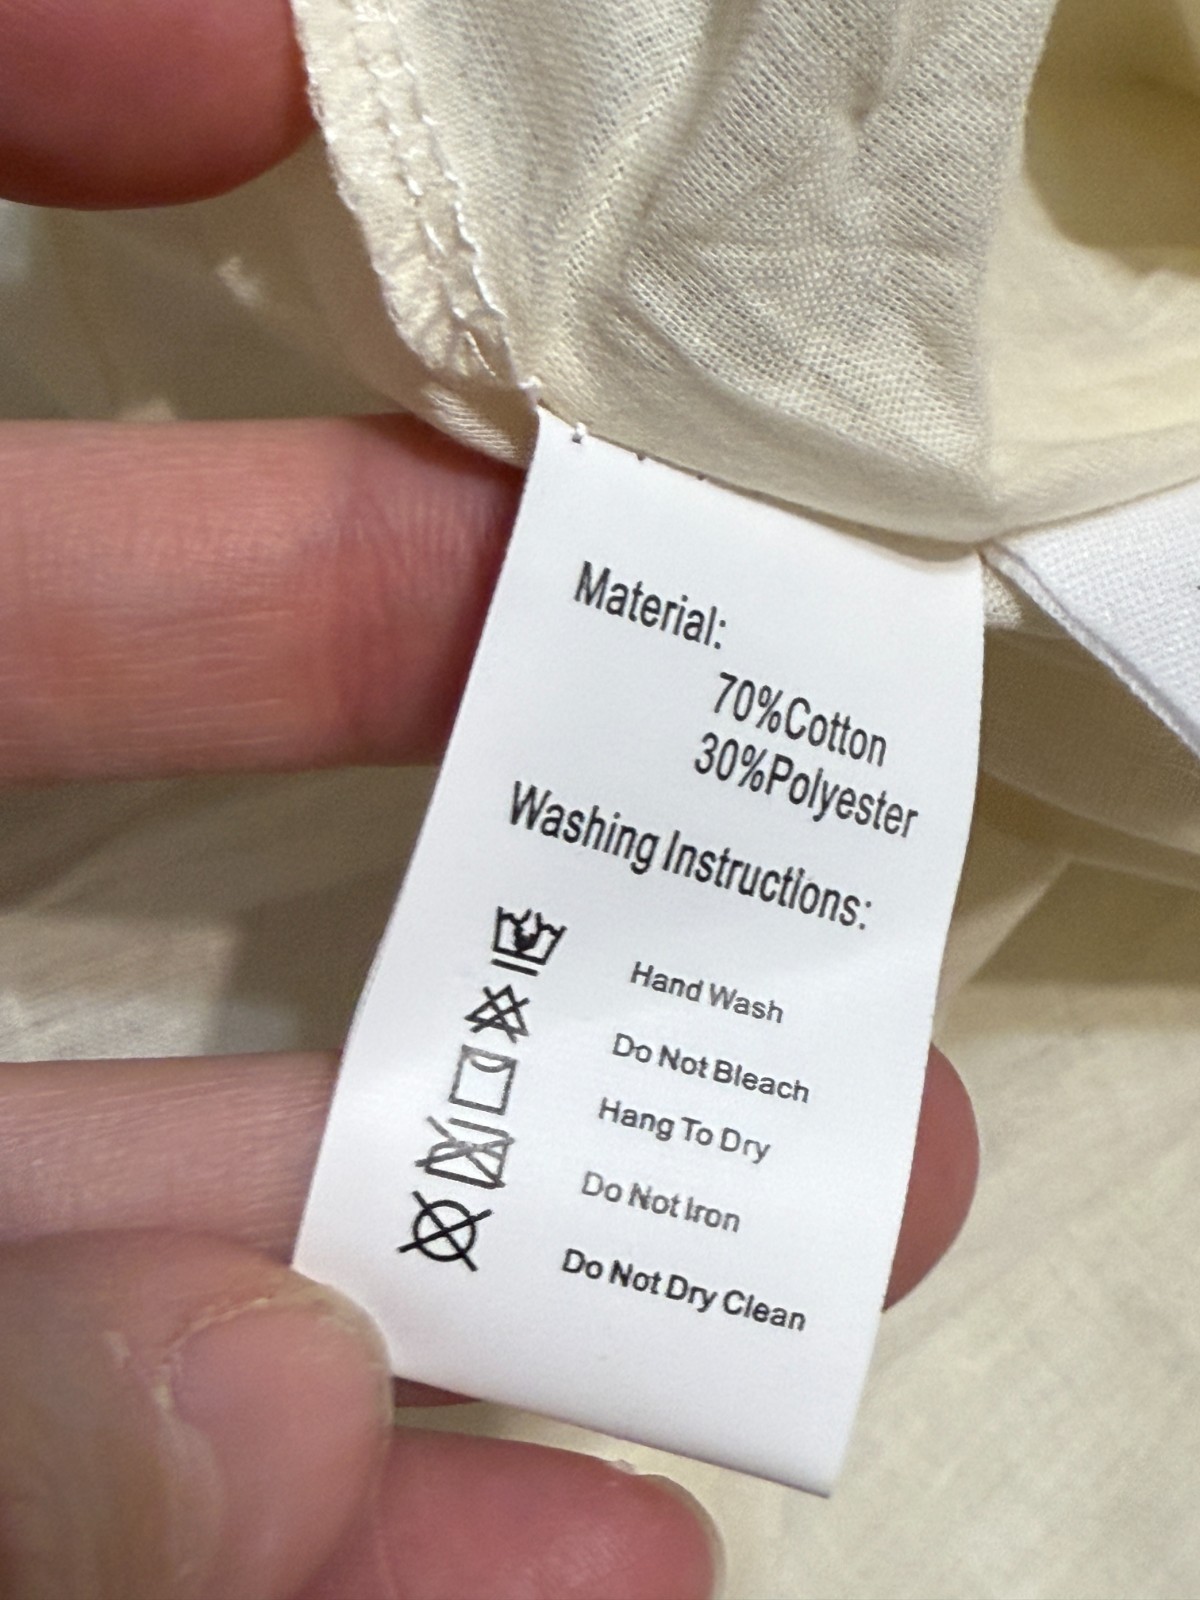 Material:
70%Cotton
30%Polyester
Washing Instructions:
Hand Wash
Do Not Bleach
Hang To Dry
Do Not Iron
Do Not Dry Clean